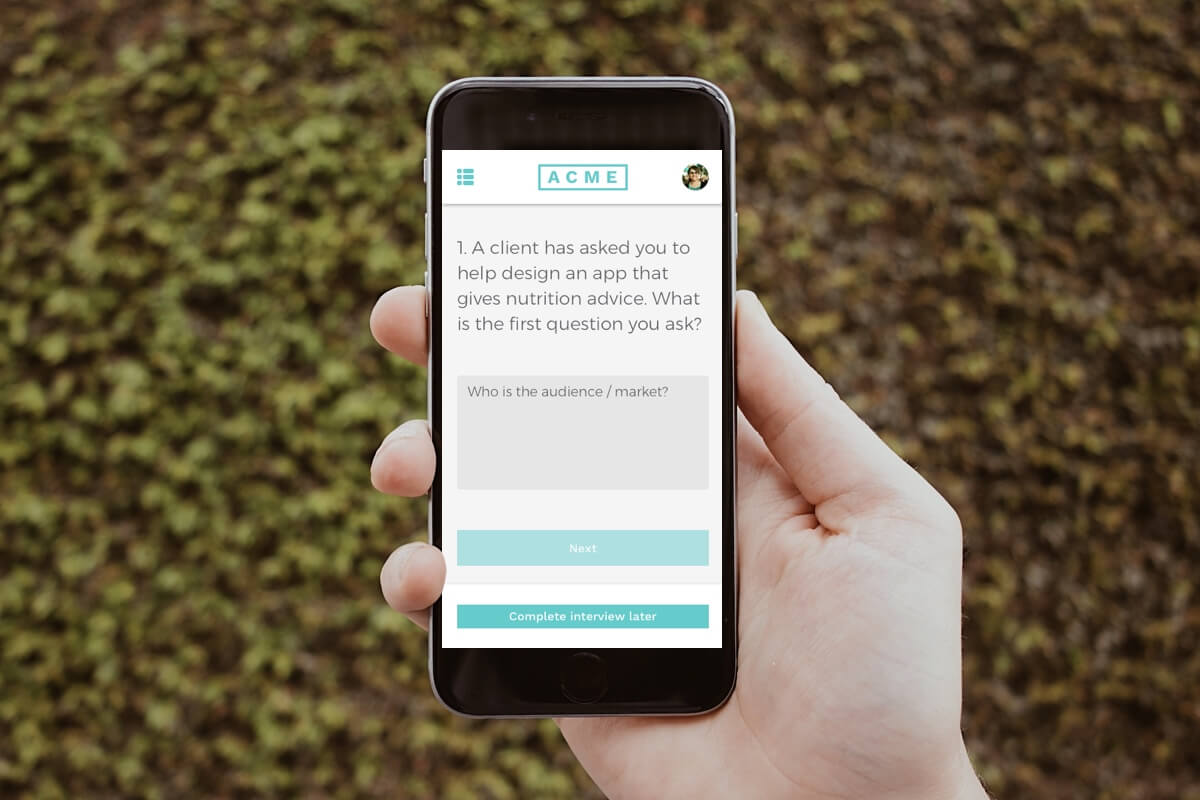 ACME
1. A client has asked you to
help design an app that
gives nutrition advice. What
is the first question you ask?
Who is the audience / market?
Next
Complete interview later